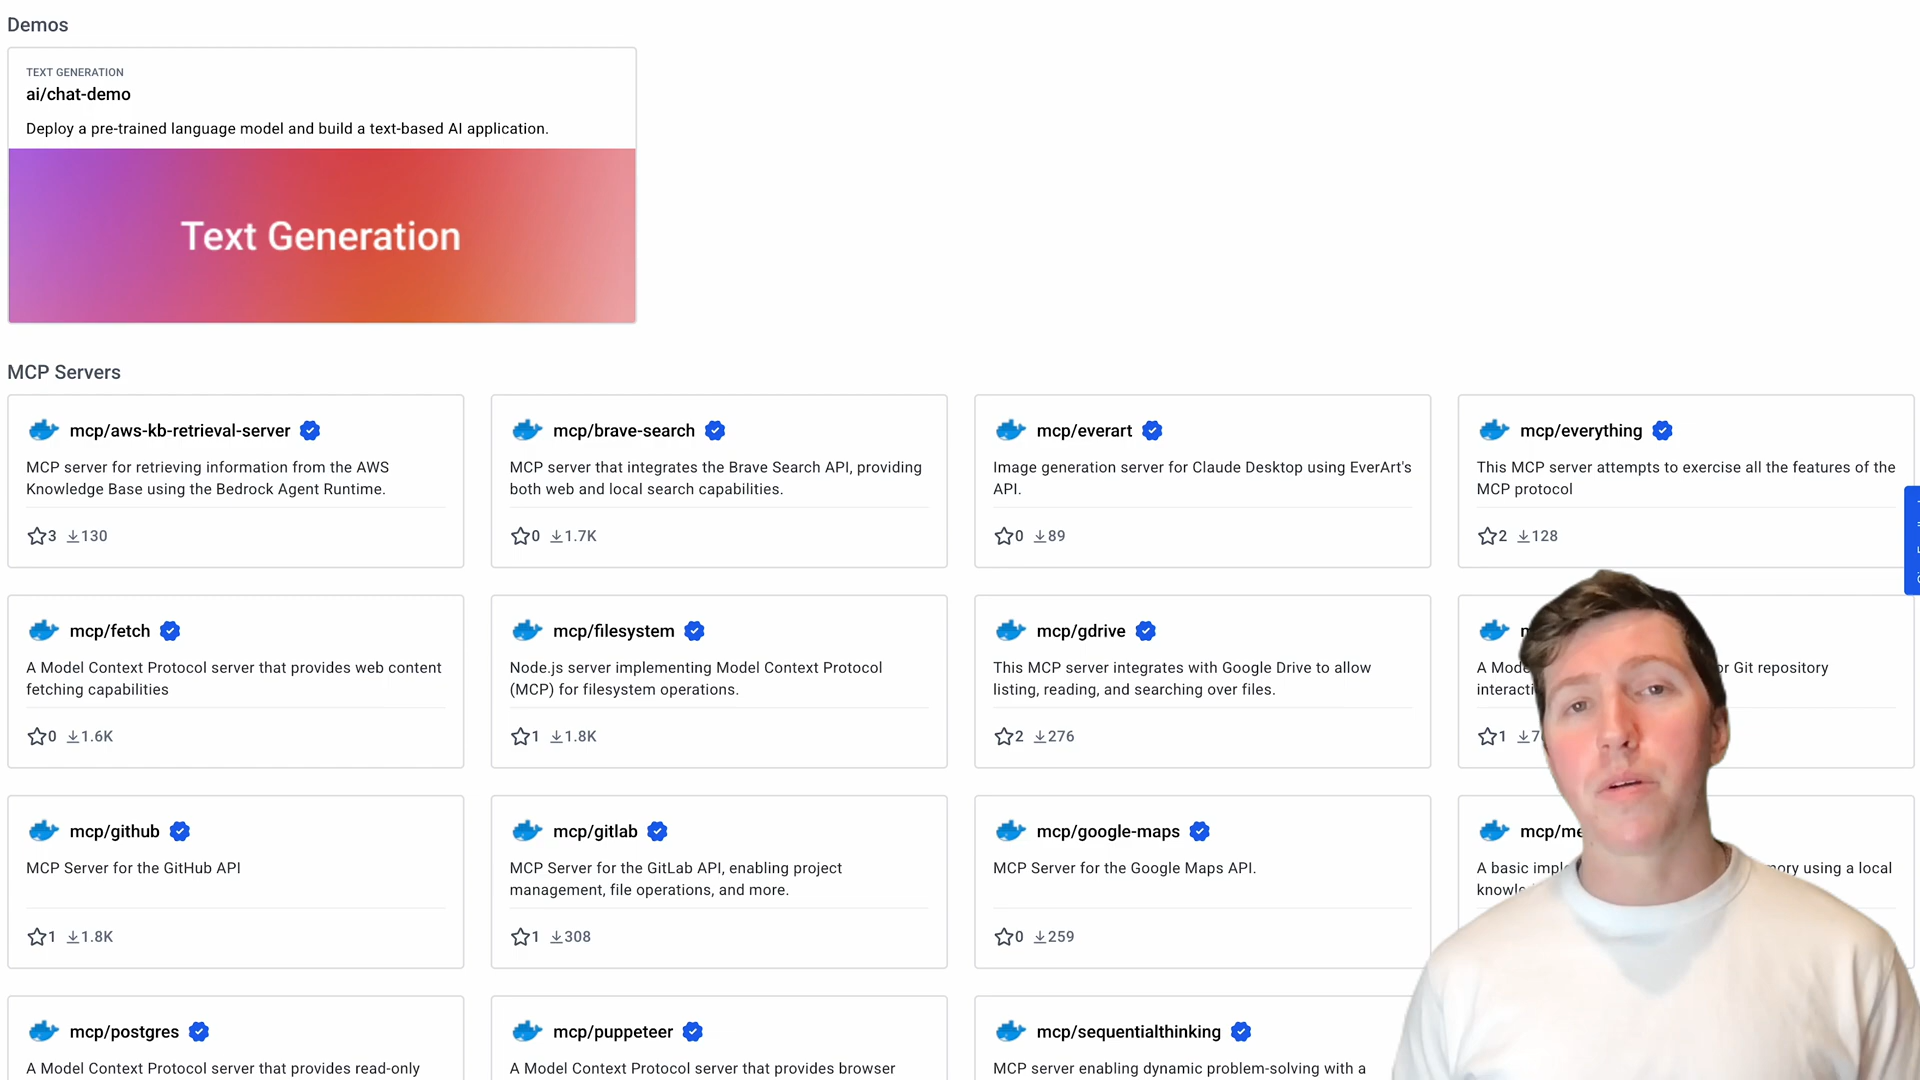 Demos
TEXT GENERATION
ai/chat-demo
Deploy a pre-trained language model and build a text-based AI application.
Text Generation
MCP Servers
mcp/aws-kb-retrieval-server
MCP server for retrieving information from the AWS
Knowledge Base using the Bedrock Agent Runtime.
3 130
mcp/brave-search
MCP server that integrates the Brave Search API, providing
both web and local search capabilities.
0 1.7K
mcp/everart
Image generation server for Claude Desktop using EverArt's
API.
0 89
mcp/everything
This MCP server attempts to exercise all the features of the
MCP protocol
2 128
mcp/fetch
A Model Context Protocol server that provides web content
fetching capabilities
0 1.6K
mcp/filesystem
Node.js server implementing Model Context Protocol
(MCP) for filesystem operations.
1 1.8K
mcp/gdrive
This MCP server integrates with Google Drive to allow
listing, reading, and searching over files.
2 276
A Git repository
1
mcp/github
MCP Server for the GitHub API
1 1.8K
mcp/gitlab
MCP Server for the GitLab API, enabling project
management, file operations, and more.
1 308
mcp/google-maps
MCP Server for the Google Maps API.
0 259
A basic using a local
mcp/postgres
A Model Context Protocol server that provides read-only
mcp/puppeteer
A Model Context Protocol server that provides browser
mcp/sequentialthinking
MCP server enabling dynamic problem-solving with a